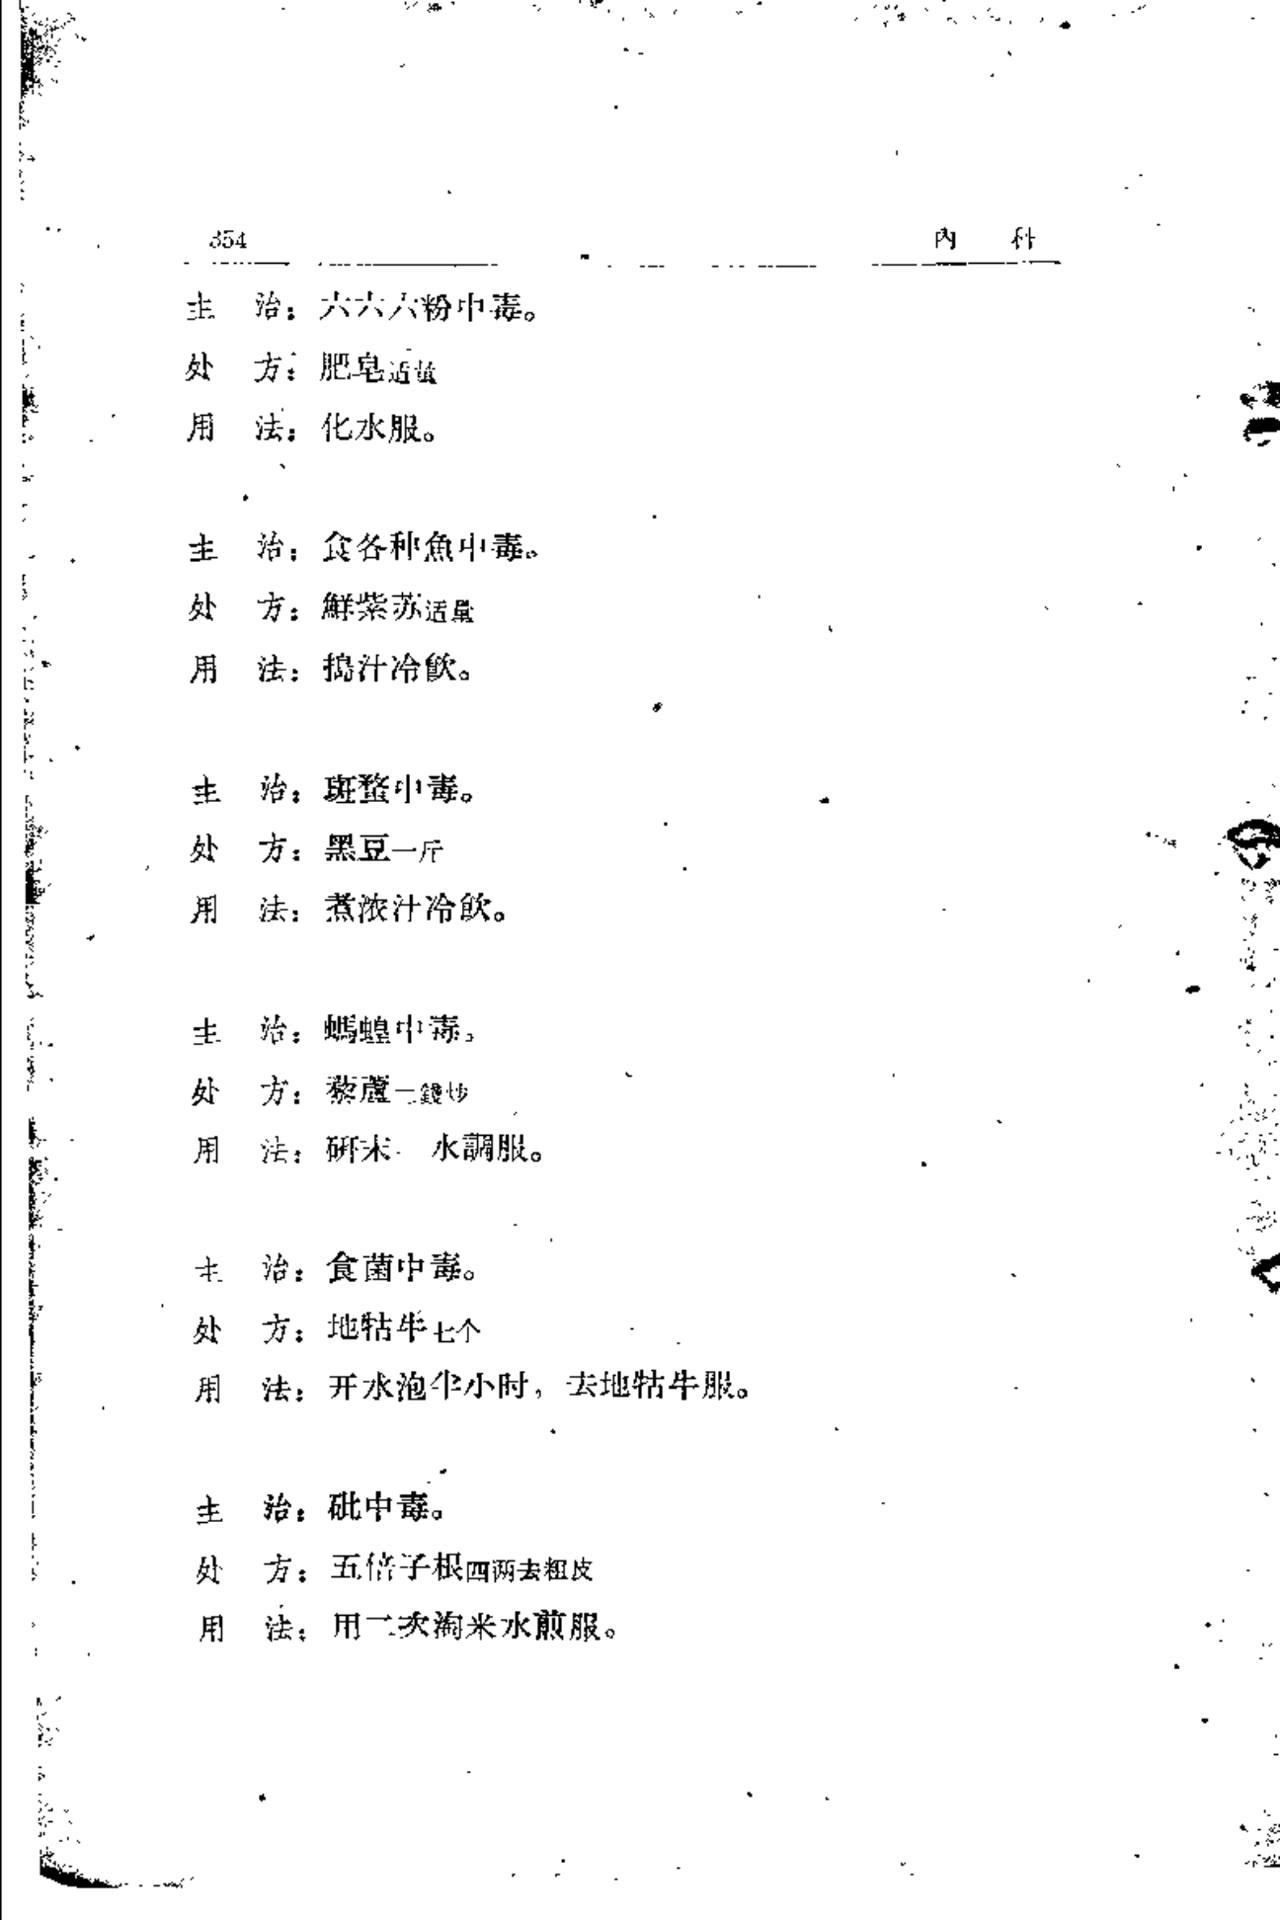 354 內 科
主 治：六六六粉中毒。
处 方：肥皂适量
用 法：化水服。
主 治：食各种魚中毒。
处 方：鮮紫苏适量
用 法：搗汁冷飮。
主 治：斑蝥中毒。
处 方：黑豆一斤
用 法：煮浓汁冷飮。
主 治：螞蝗中毒。
处 方：藜蘆二錢炒
用 法：研末 水調服。
主 治：食菌中毒。
处 方：地牯牛七个
用 法：开水泡半小时，去地牯牛服。
主 治：砒中毒。
处 方：五倍子根四两去粗皮
用 法：用二次淘米水煎服。